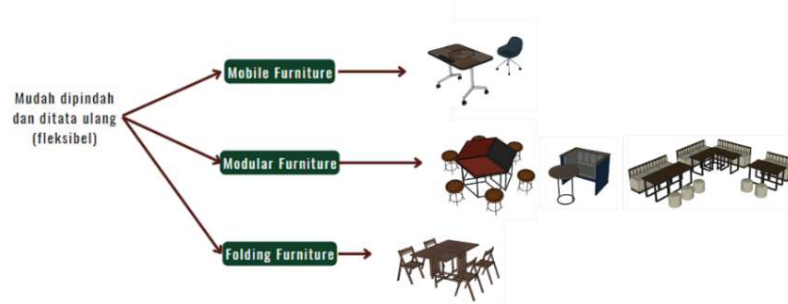 Mudah dipindah
dan ditata ulang
(fleksibel)
Mobile Furniture
Modular Furniture
Folding Furniture